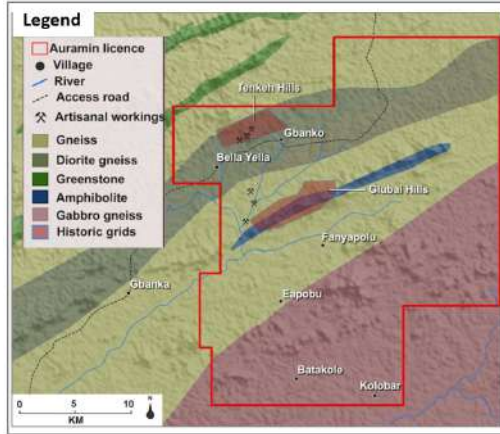 Legend
Auramin licence
Village
River
Access road
Artisanal workings
Gneiss
Diorite gneiss
Greenstone
Amphibolite
Gabbro gneiss
Historic grids
Tenkeh Hills
Gbanko
Bella Yella
Glubai Hills
Fanyapolu
Gbanka
Eapobu
Batakole
Kolobar
0 5 10
KM
N